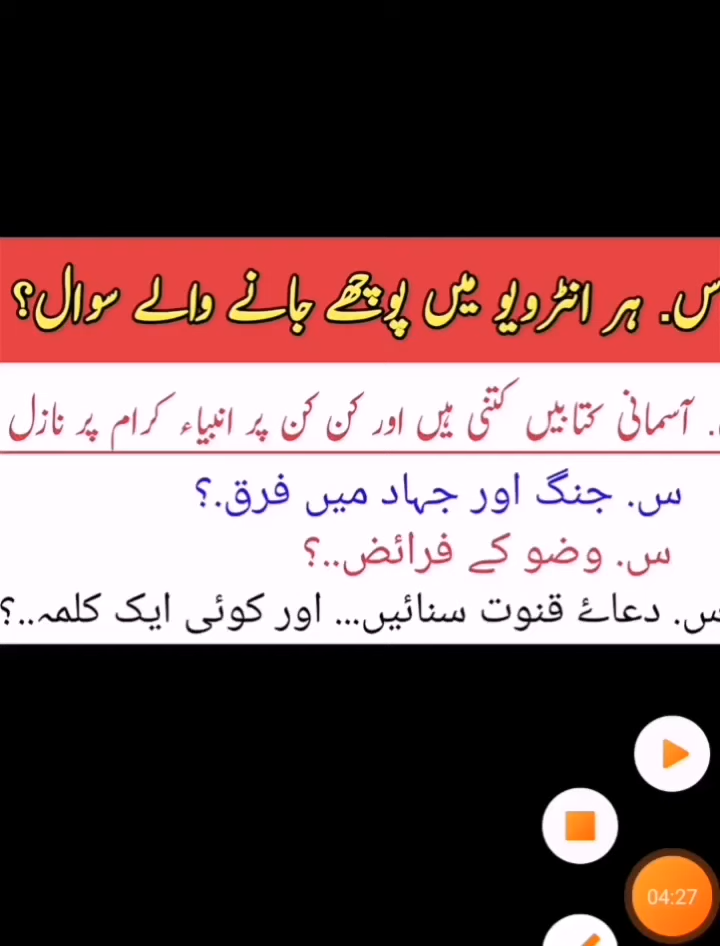 س. ہر انٹرویو میں پوچھے جانے والے سوال؟
. آسمانی کتابیں کتنی ہیں اور کن کن پر انبیاء کرام پر نازل
س. جنگ اور جہاد میں فرق.؟
س. وضو کے فرائض..؟
س. دعاۓ قنوت سنائیں... اور کوئی ایک کلمہ..؟
04:27